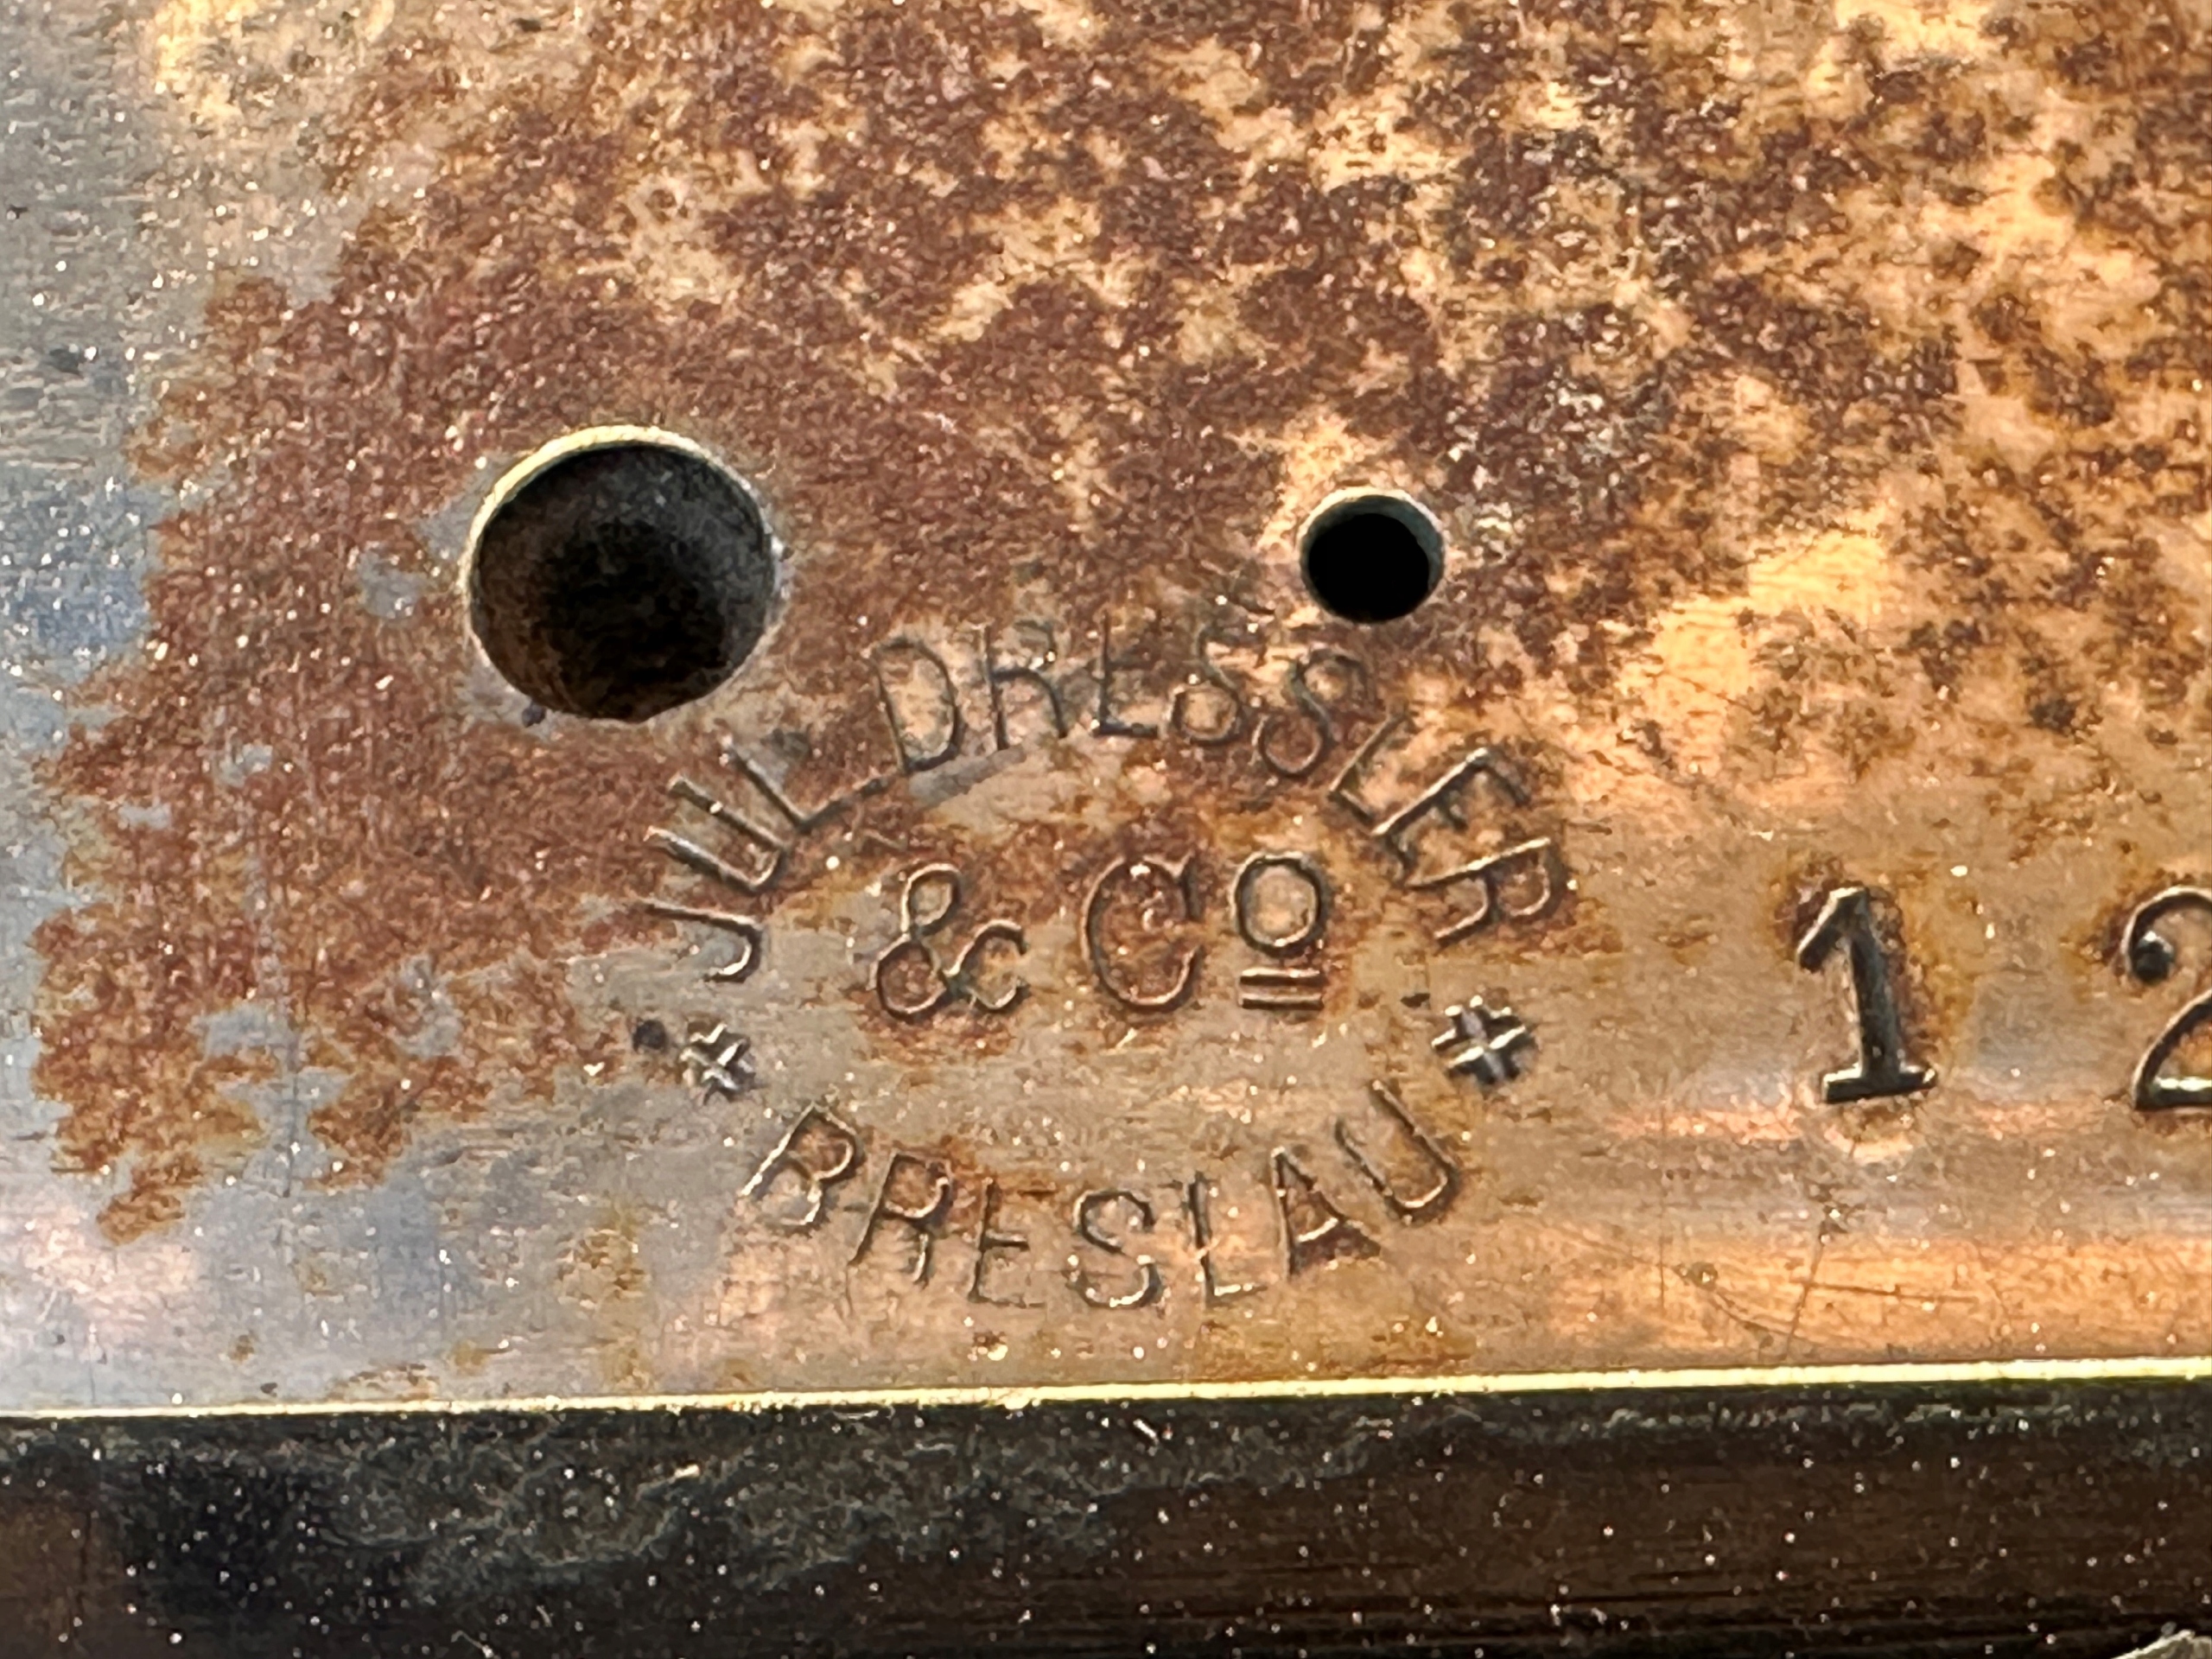 JUL. DRESSLER
& Cº
* BRESLAU *
12